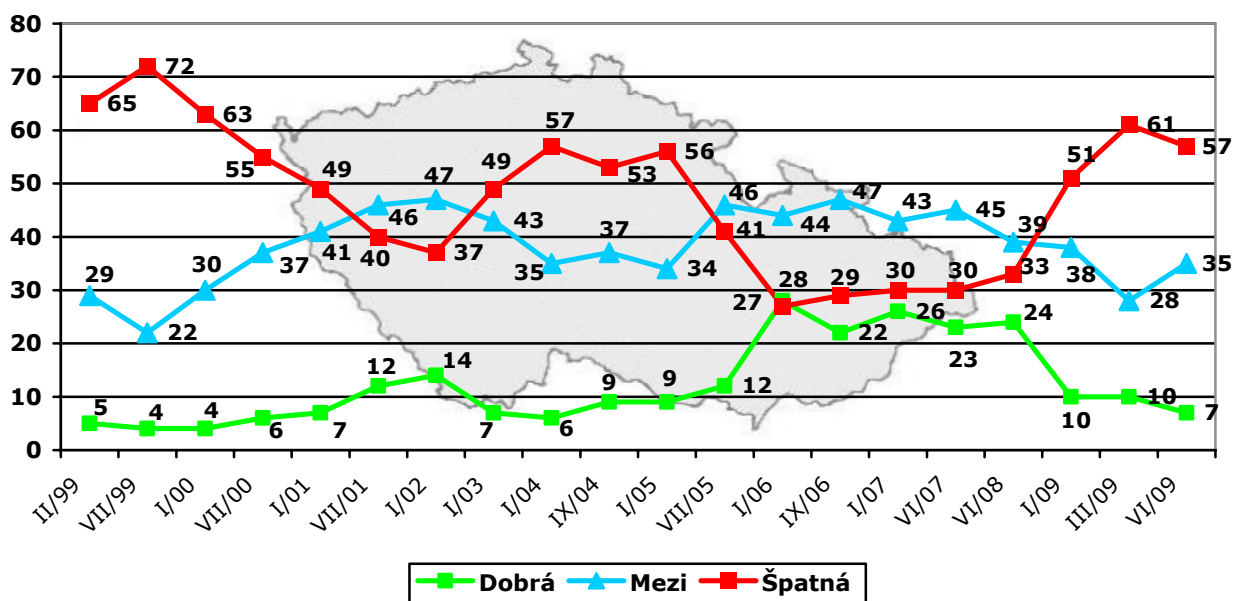 80
70
60
50
40
30
20
10
0
65 72 63 55 49 40 37 49 57 53 56 41 27 29 30 30 33 51 61 57
29 22 30 37 41 46 47 43 35 37 34 46 44 47 43 45 39 38 28 35
5 4 4 6 7 12 14 7 6 9 9 12 28 22 26 23 24 10 10 7
II/99 VII/99 I/00 VII/00 I/01 VII/01 I/02 I/03 I/04 IX/04 I/05 VII/05 I/06 IX/06 I/07 VI/07 VI/08 I/09 III/09 VI/09
Dobrá Mezi Špatná